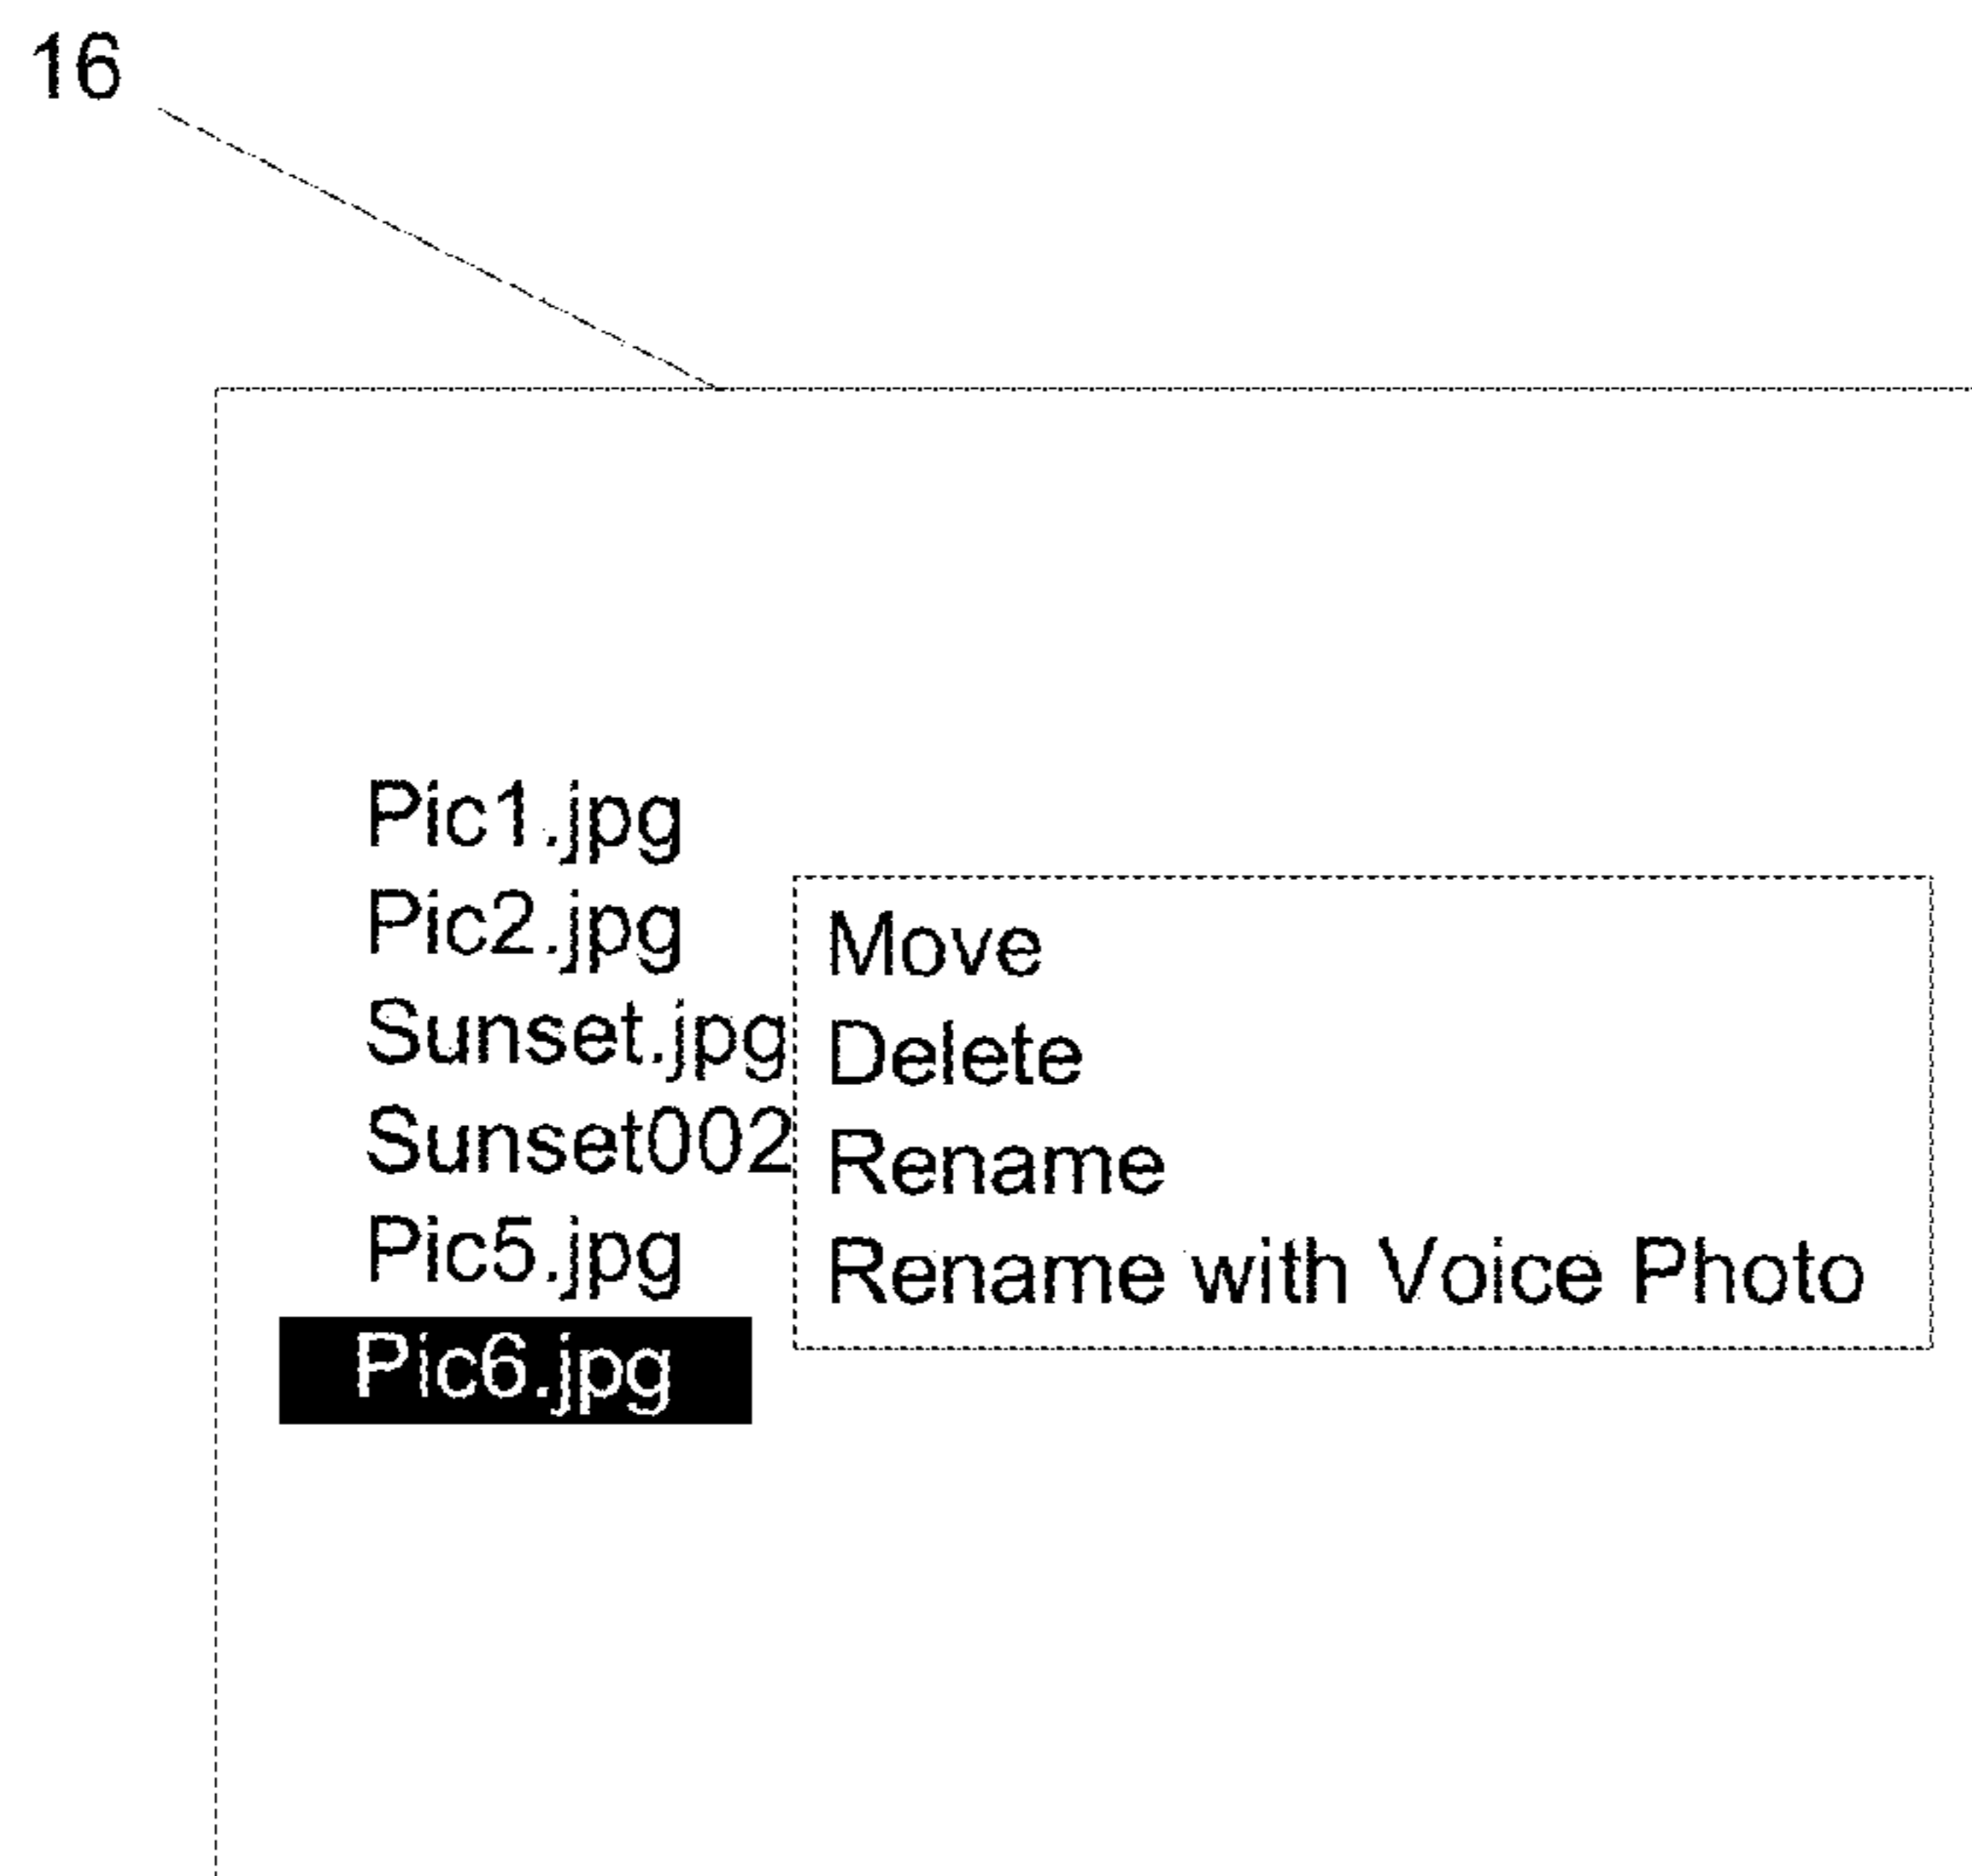 16
Pic1.jpg
Pic2.jpg
Sunset.jpg
Sunset002
Pic5.jpg
Pic6.jpg
Move
Delete
Rename
Rename with Voice Photo